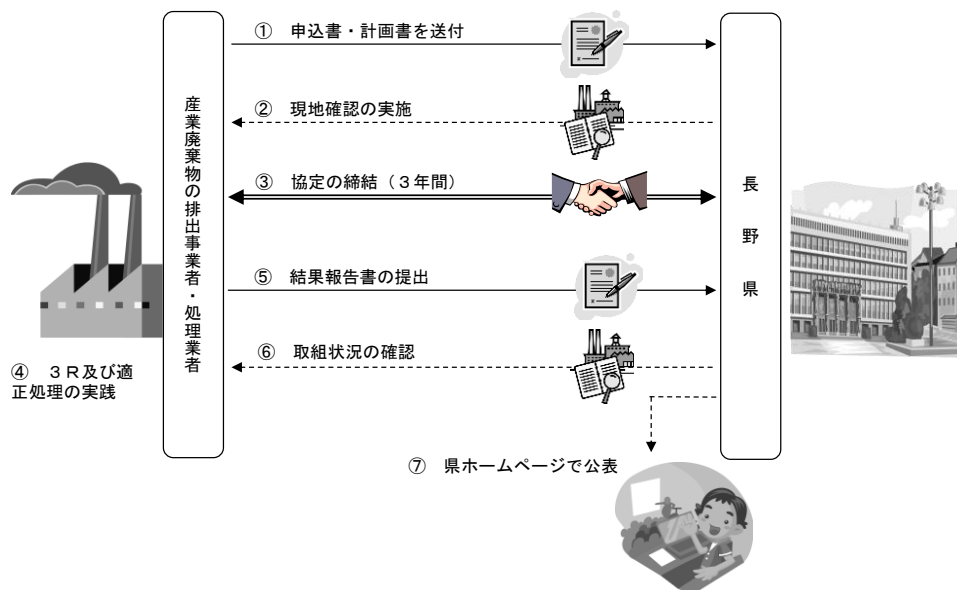 ① 申込書・計画書を送付
② 現地確認の実施
③ 協定の締結（３年間）
⑤ 結果報告書の提出
⑥ 取組状況の確認
⑦ 県ホームページで公表
産業廃棄物の排出事業者・処理業者
長野県
④ ３Ｒ及び適
正処理の実践